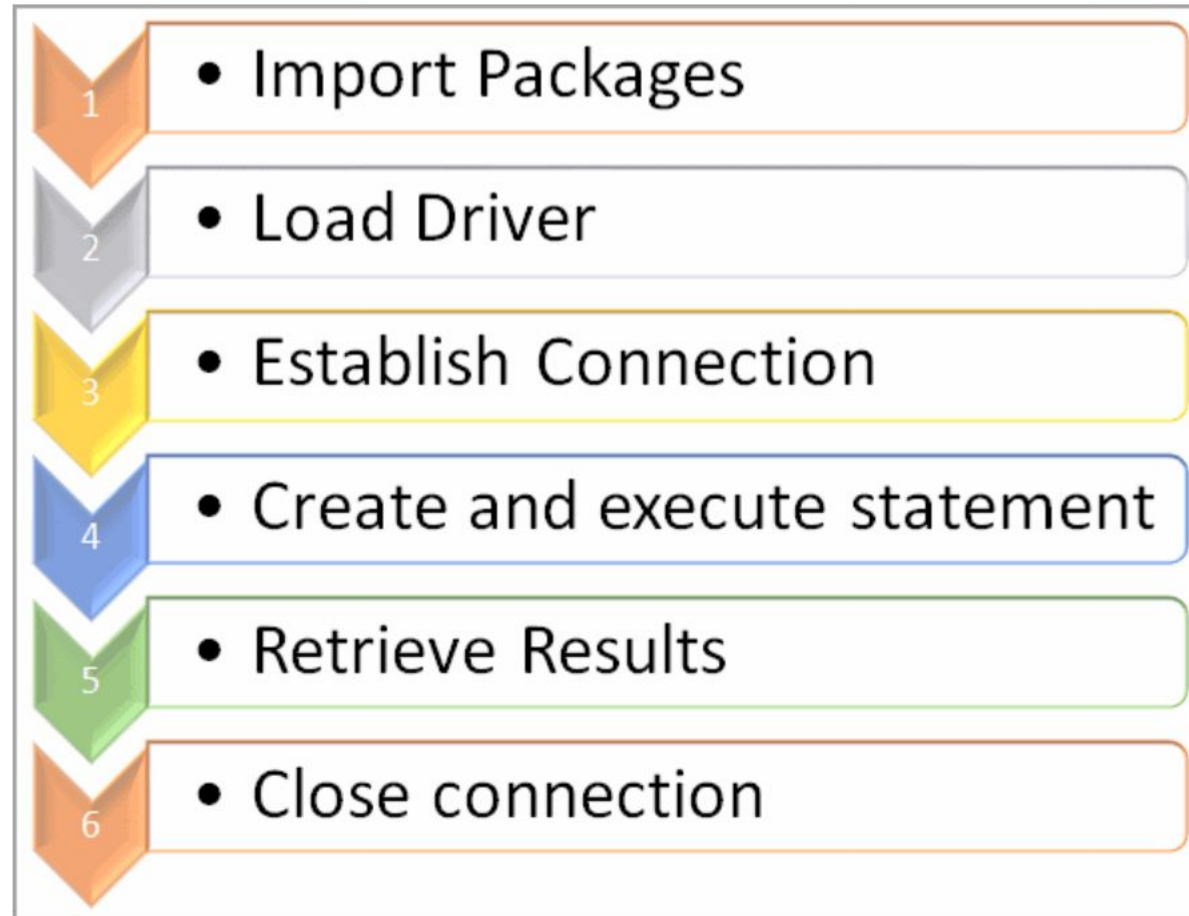 1 • Import Packages
2 • Load Driver
3 • Establish Connection
4 • Create and execute statement
5 • Retrieve Results
6 • Close connection